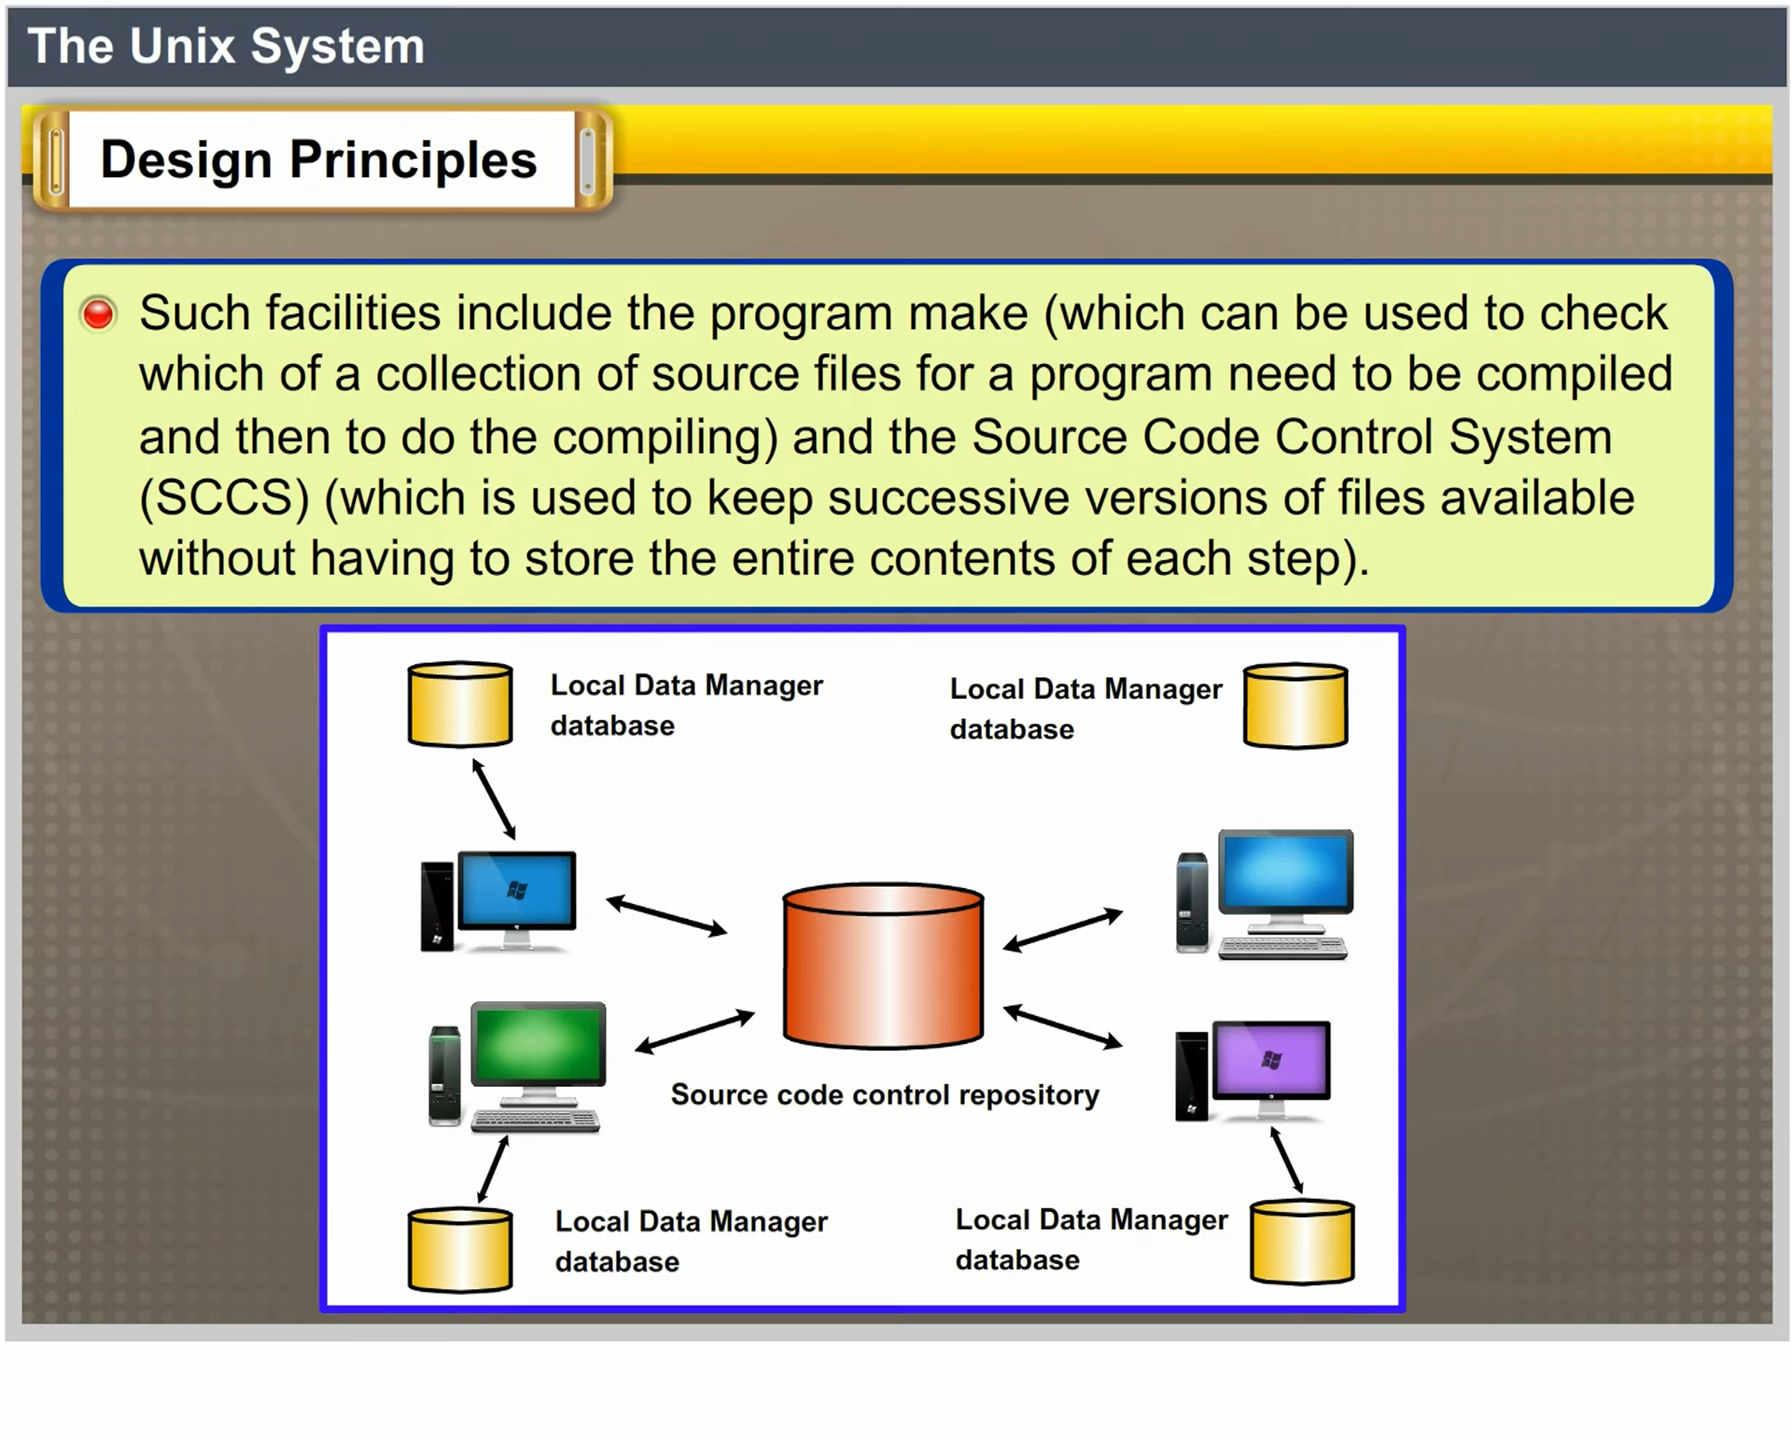 The Unix System
Design Principles
Such facilities include the program make (which can be used to check
which of a collection of source files for a program need to be compiled
and then to do the compiling) and the Source Code Control System
(SCCS) (which is used to keep successive versions of files available
without having to store the entire contents of each step).
Local Data Manager
database
Local Data Manager
database
Source code control repository
Local Data Manager
database
Local Data Manager
database